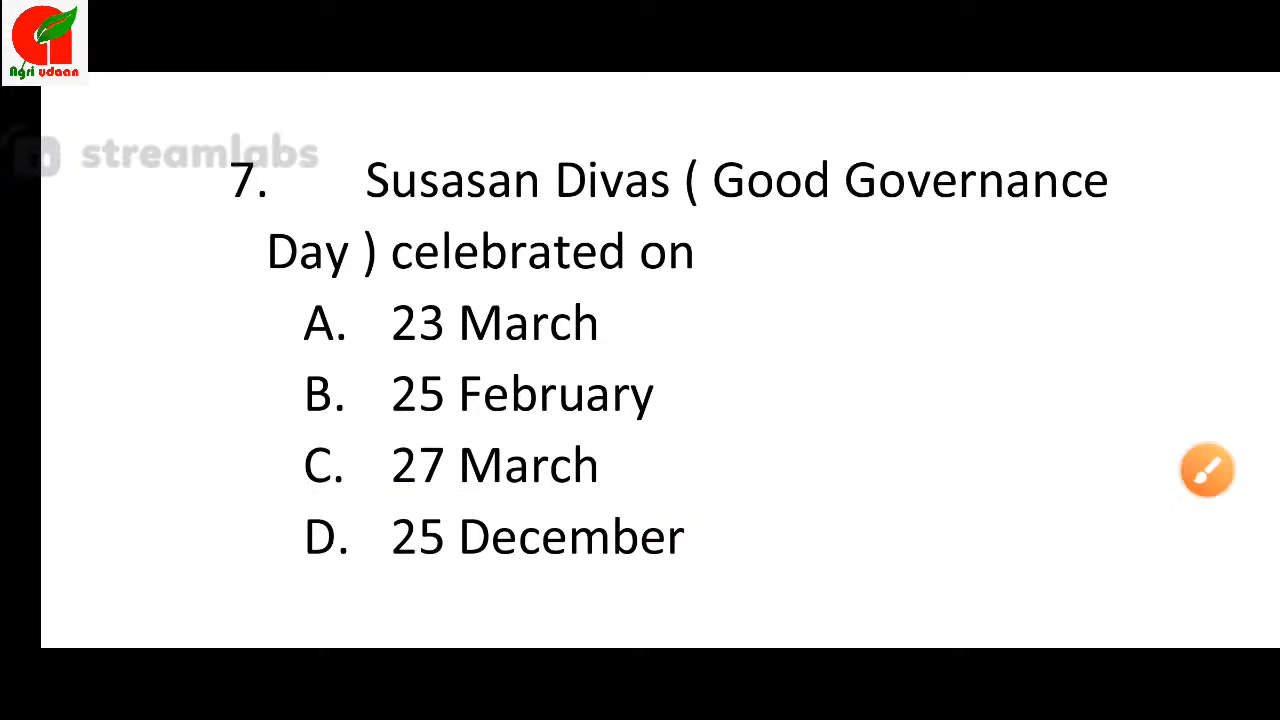 Agri udaan
streamlabs
7. Susasan Divas ( Good Governance
Day ) celebrated on
A. 23 March
B. 25 February
C. 27 March
D. 25 December